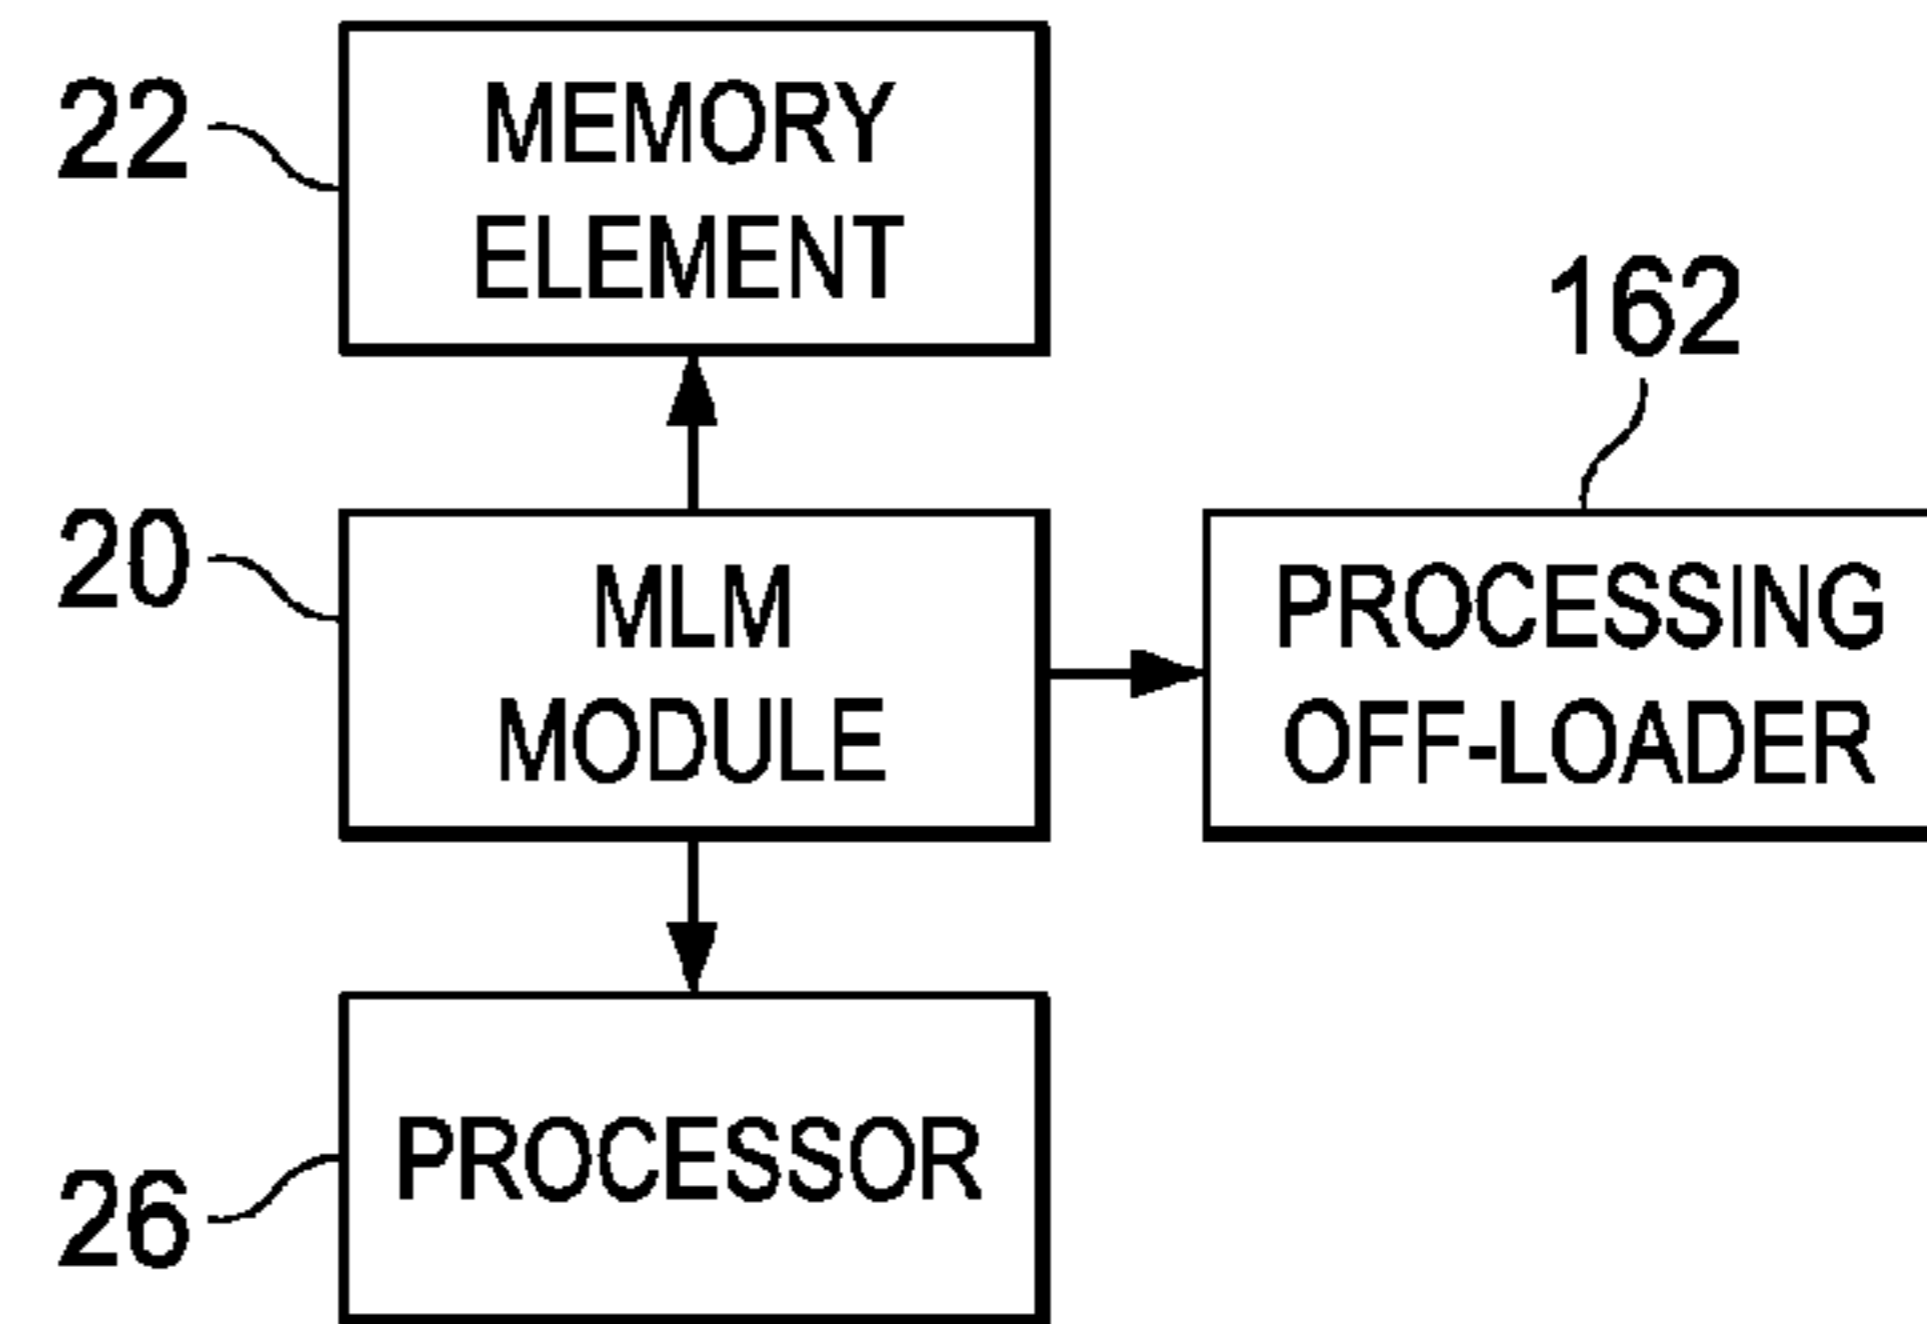 22
MEMORY
ELEMENT
162
20
MLM
MODULE
PROCESSING
OFF-LOADER
26
PROCESSOR